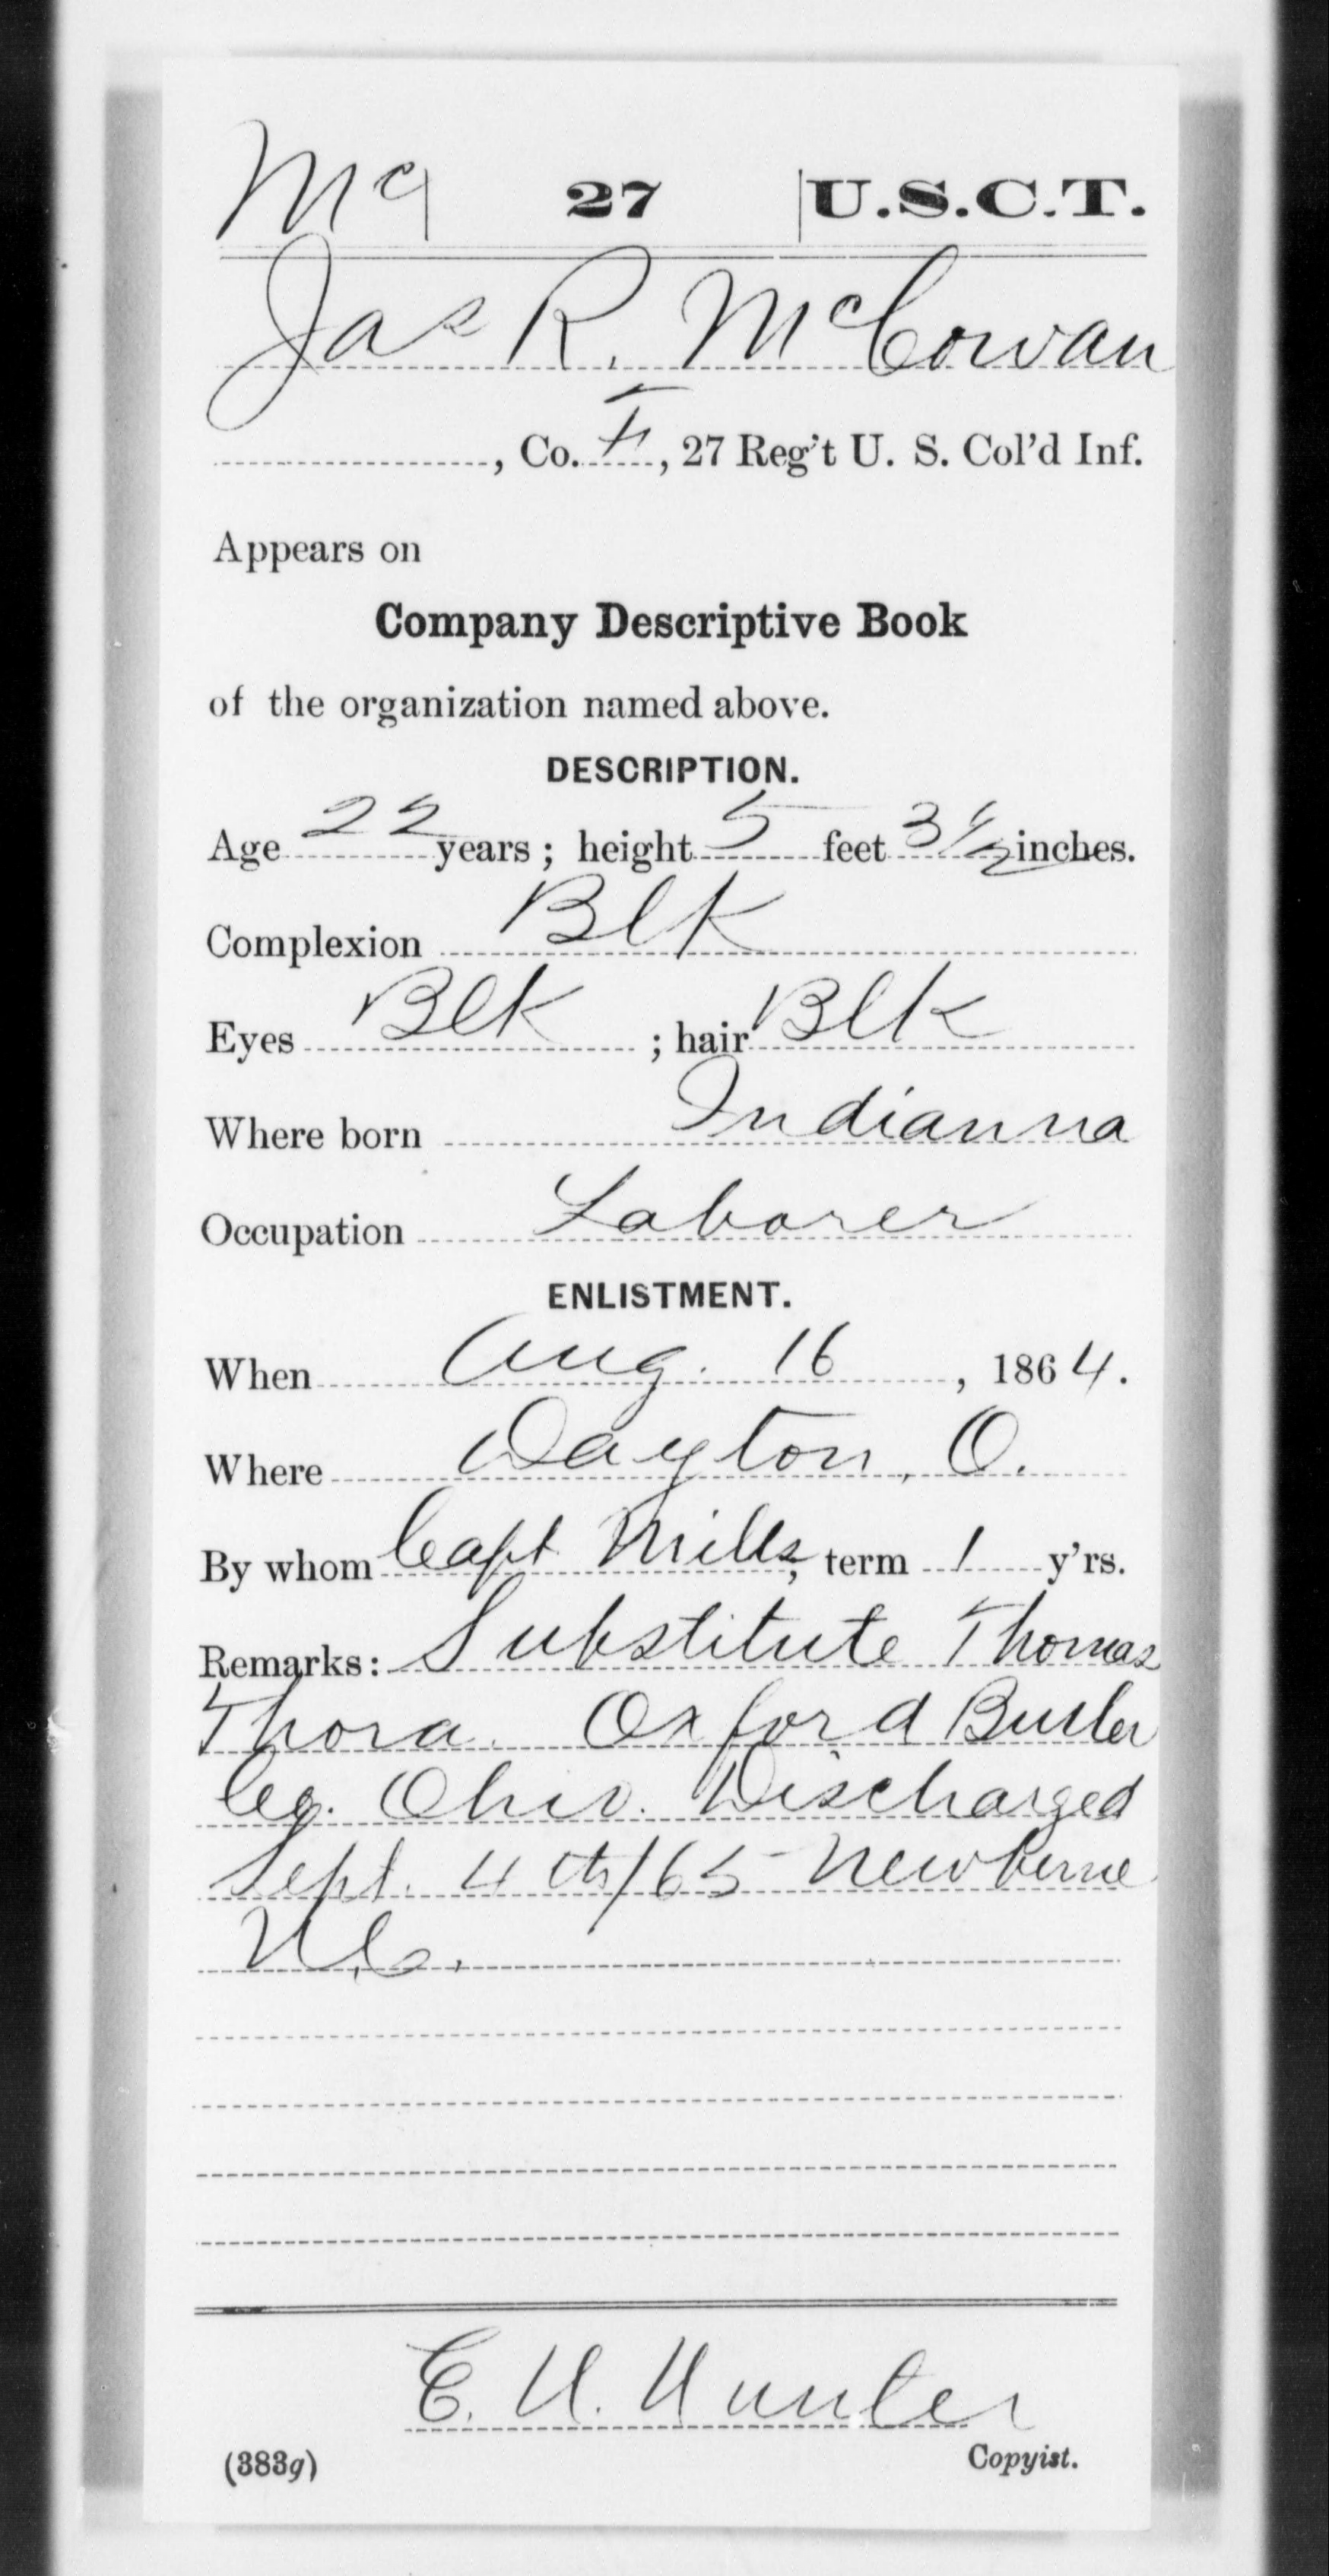 Mc 27 U.S.C.T.
Jas R. McCowan
, Co. F, 27 Reg't U. S. Col'd Inf.
Appears on
Company Descriptive Book
of the organization named above.
DESCRIPTION.
Age 22 years; height 5 feet 3 1/2 inches.
Complexion Blk
Eyes Blk ; hair Blk
Where born Indianna
Occupation Laborer
ENLISTMENT.
When Aug. 16, 1864.
Where Dayton, O.
By whom Capt Mills, term 1 y'rs.
Remarks: Substitute Thomas
Thora. Oxford Butler
Co. Ohio. Discharged
Sept. 4th/65 Newberne
N.C.
Hunter
(383g) Copyist.